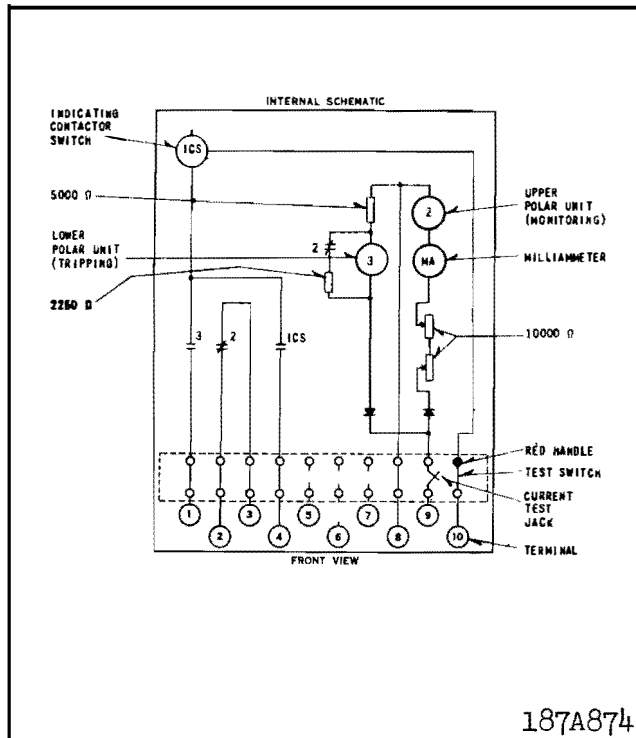 INTERNAL SCHEMATIC
INDICATING
CONTACTOR
SWITCH
ICS
5000 Ω
UPPER
POLAR UNIT
(MONITORING)
2
LOWER
POLAR UNIT
(TRIPPING)
2
3
MA
MILLIAMMETER
2250 Ω
3
2
ICS
10000 Ω
RED HANDLE
TEST SWITCH
CURRENT
TEST
JACK
1
3
5
7
9
2
4
6
8
10
TERMINAL
FRONT VIEW
187A874